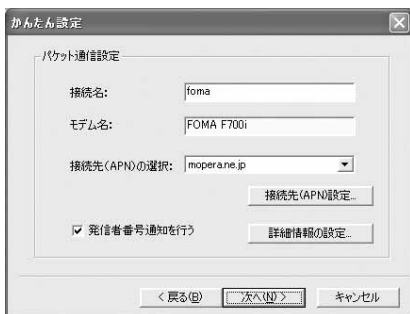 かんたん設定
パケット通信設定
接続名: foma
モデム名: FOMA F700i
接続先(APN)の選択: mopera.ne.jp
接続先(APN)設定...
発信者番号通知を行う 詳細情報の設定...
< 戻る(B) 次へ(N) > キャンセル